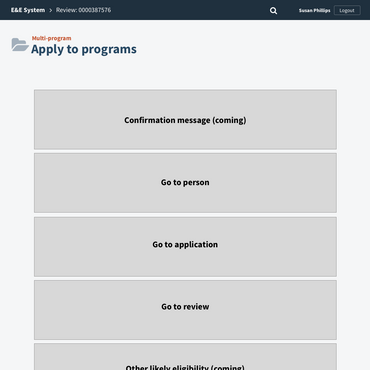 E&E System > Review: 0000387576
Susan Phillips
Logout
Multi-program
Apply to programs
Confirmation message (coming)
Go to person
Go to application
Go to review
Other likely eligibility (coming)